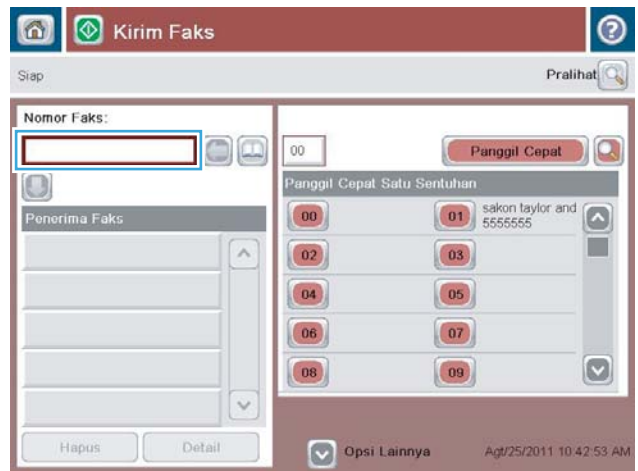 Kirim Faks
Siap
Pralihat
Nomor Faks:
00
Panggil Cepat
Panggil Cepat Satu Sentuhan
Penerima Faks
00
01 sakon taylor and
5555555
02 03
04 05
06 07
08 09
Hapus Detail
Opsi Lainnya
Agt/25/2011 10:42:53 AM